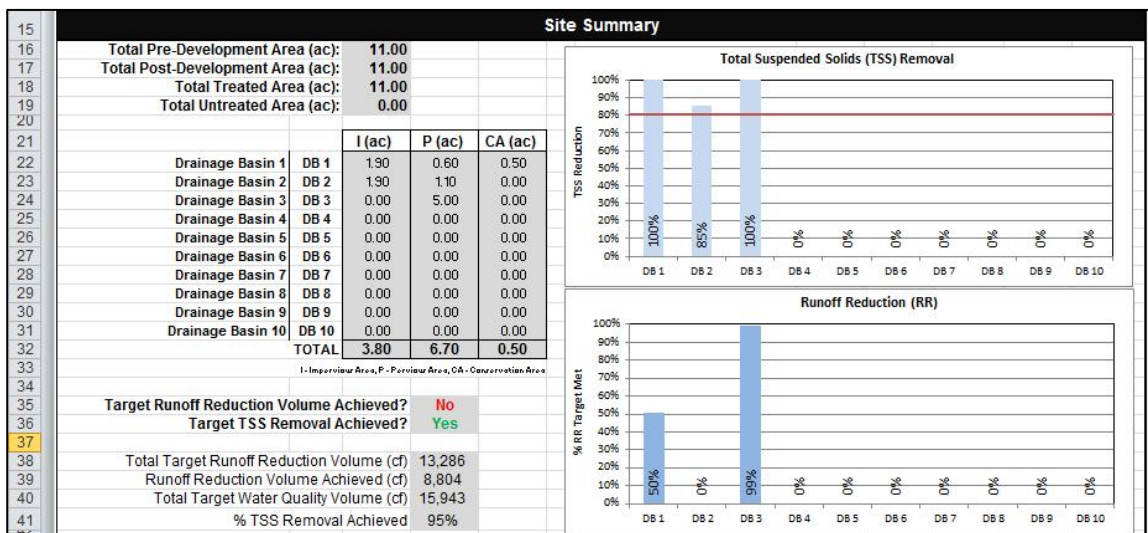 15 Site Summary
16 Total Pre-Development Area (ac): 11.00
17 Total Post-Development Area (ac): 11.00
18 Total Treated Area (ac): 11.00
19 Total Untreated Area (ac): 0.00
20
21 I (ac) P (ac) CA (ac)
22 Drainage Basin 1 DB 1 1.90 0.60 0.50
23 Drainage Basin 2 DB 2 1.90 1.10 0.00
24 Drainage Basin 3 DB 3 0.00 5.00 0.00
25 Drainage Basin 4 DB 4 0.00 0.00 0.00
26 Drainage Basin 5 DB 5 0.00 0.00 0.00
27 Drainage Basin 6 DB 6 0.00 0.00 0.00
28 Drainage Basin 7 DB 7 0.00 0.00 0.00
29 Drainage Basin 8 DB 8 0.00 0.00 0.00
30 Drainage Basin 9 DB 9 0.00 0.00 0.00
31 Drainage Basin 10 DB 10 0.00 0.00 0.00
32 TOTAL 3.80 6.70 0.50
33 I - Impervious Area, P - Pervious Area, CA - Conservation Area
34
35 Target Runoff Reduction Volume Achieved? No
36 Target TSS Removal Achieved? Yes
37
38 Total Target Runoff Reduction Volume (cf) 13,286
39 Runoff Reduction Volume Achieved (cf) 8,804
40 Total Target Water Quality Volume (cf) 15,943
41 % TSS Removal Achieved 95%
Total Suspended Solids (TSS) Removal
TSS Reduction
100%
90%
80%
70%
60%
50%
40%
30%
20%
10%
0%
100% 85% 100% 0% 0% 0% 0% 0% 0% 0%
DB 1 DB 2 DB 3 DB 4 DB 5 DB 6 DB 7 DB 8 DB 9 DB 10
Runoff Reduction (RR)
% RR Target Met
100%
90%
80%
70%
60%
50%
40%
30%
20%
10%
0%
50% 0% 99% 0% 0% 0% 0% 0% 0% 0%
DB 1 DB 2 DB 3 DB 4 DB 5 DB 6 DB 7 DB 8 DB 9 DB 10